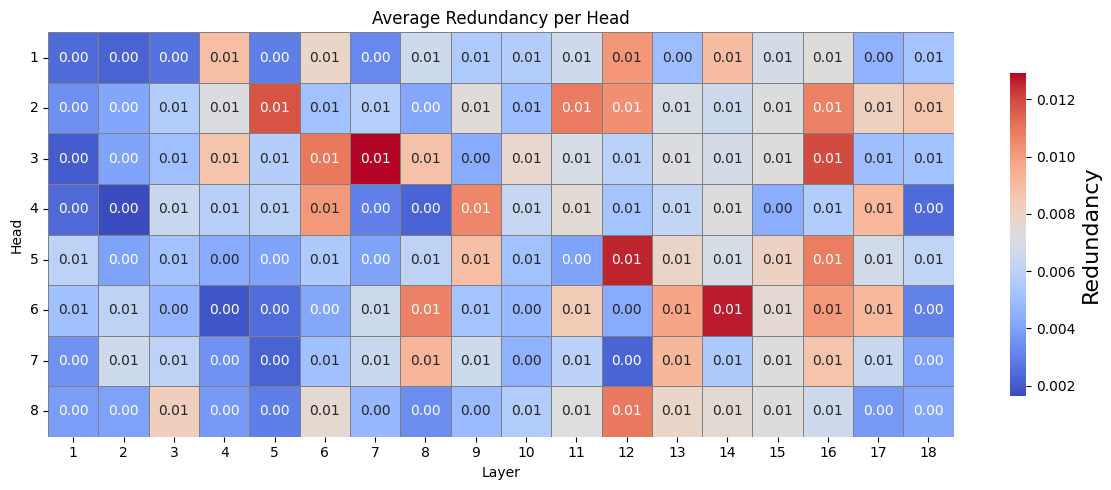 Average Redundancy per Head
1 0.00 0.00 0.00 0.01 0.00 0.01 0.00 0.01 0.01 0.01 0.01 0.01 0.00 0.01 0.01 0.01 0.00 0.01
2 0.00 0.00 0.01 0.01 0.01 0.01 0.01 0.00 0.01 0.01 0.01 0.01 0.01 0.01 0.01 0.01 0.01 0.01
3 0.00 0.00 0.01 0.01 0.01 0.01 0.01 0.01 0.00 0.01 0.01 0.01 0.01 0.01 0.01 0.01 0.01 0.01
4 0.00 0.00 0.01 0.01 0.01 0.01 0.00 0.00 0.01 0.01 0.01 0.01 0.01 0.01 0.00 0.01 0.01 0.00
5 0.01 0.00 0.01 0.00 0.00 0.01 0.00 0.01 0.01 0.01 0.00 0.01 0.01 0.01 0.01 0.01 0.01 0.01
6 0.01 0.01 0.00 0.00 0.00 0.00 0.01 0.01 0.01 0.00 0.01 0.00 0.01 0.01 0.01 0.01 0.01 0.00
7 0.00 0.01 0.01 0.00 0.00 0.01 0.01 0.01 0.01 0.00 0.01 0.00 0.01 0.01 0.01 0.01 0.01 0.00
8 0.00 0.00 0.01 0.00 0.00 0.01 0.00 0.00 0.00 0.01 0.01 0.01 0.01 0.01 0.01 0.01 0.00 0.00
1 2 3 4 5 6 7 8 9 10 11 12 13 14 15 16 17 18
Layer
Head
0.012
0.010
0.008
0.006
0.004
0.002
Redundancy